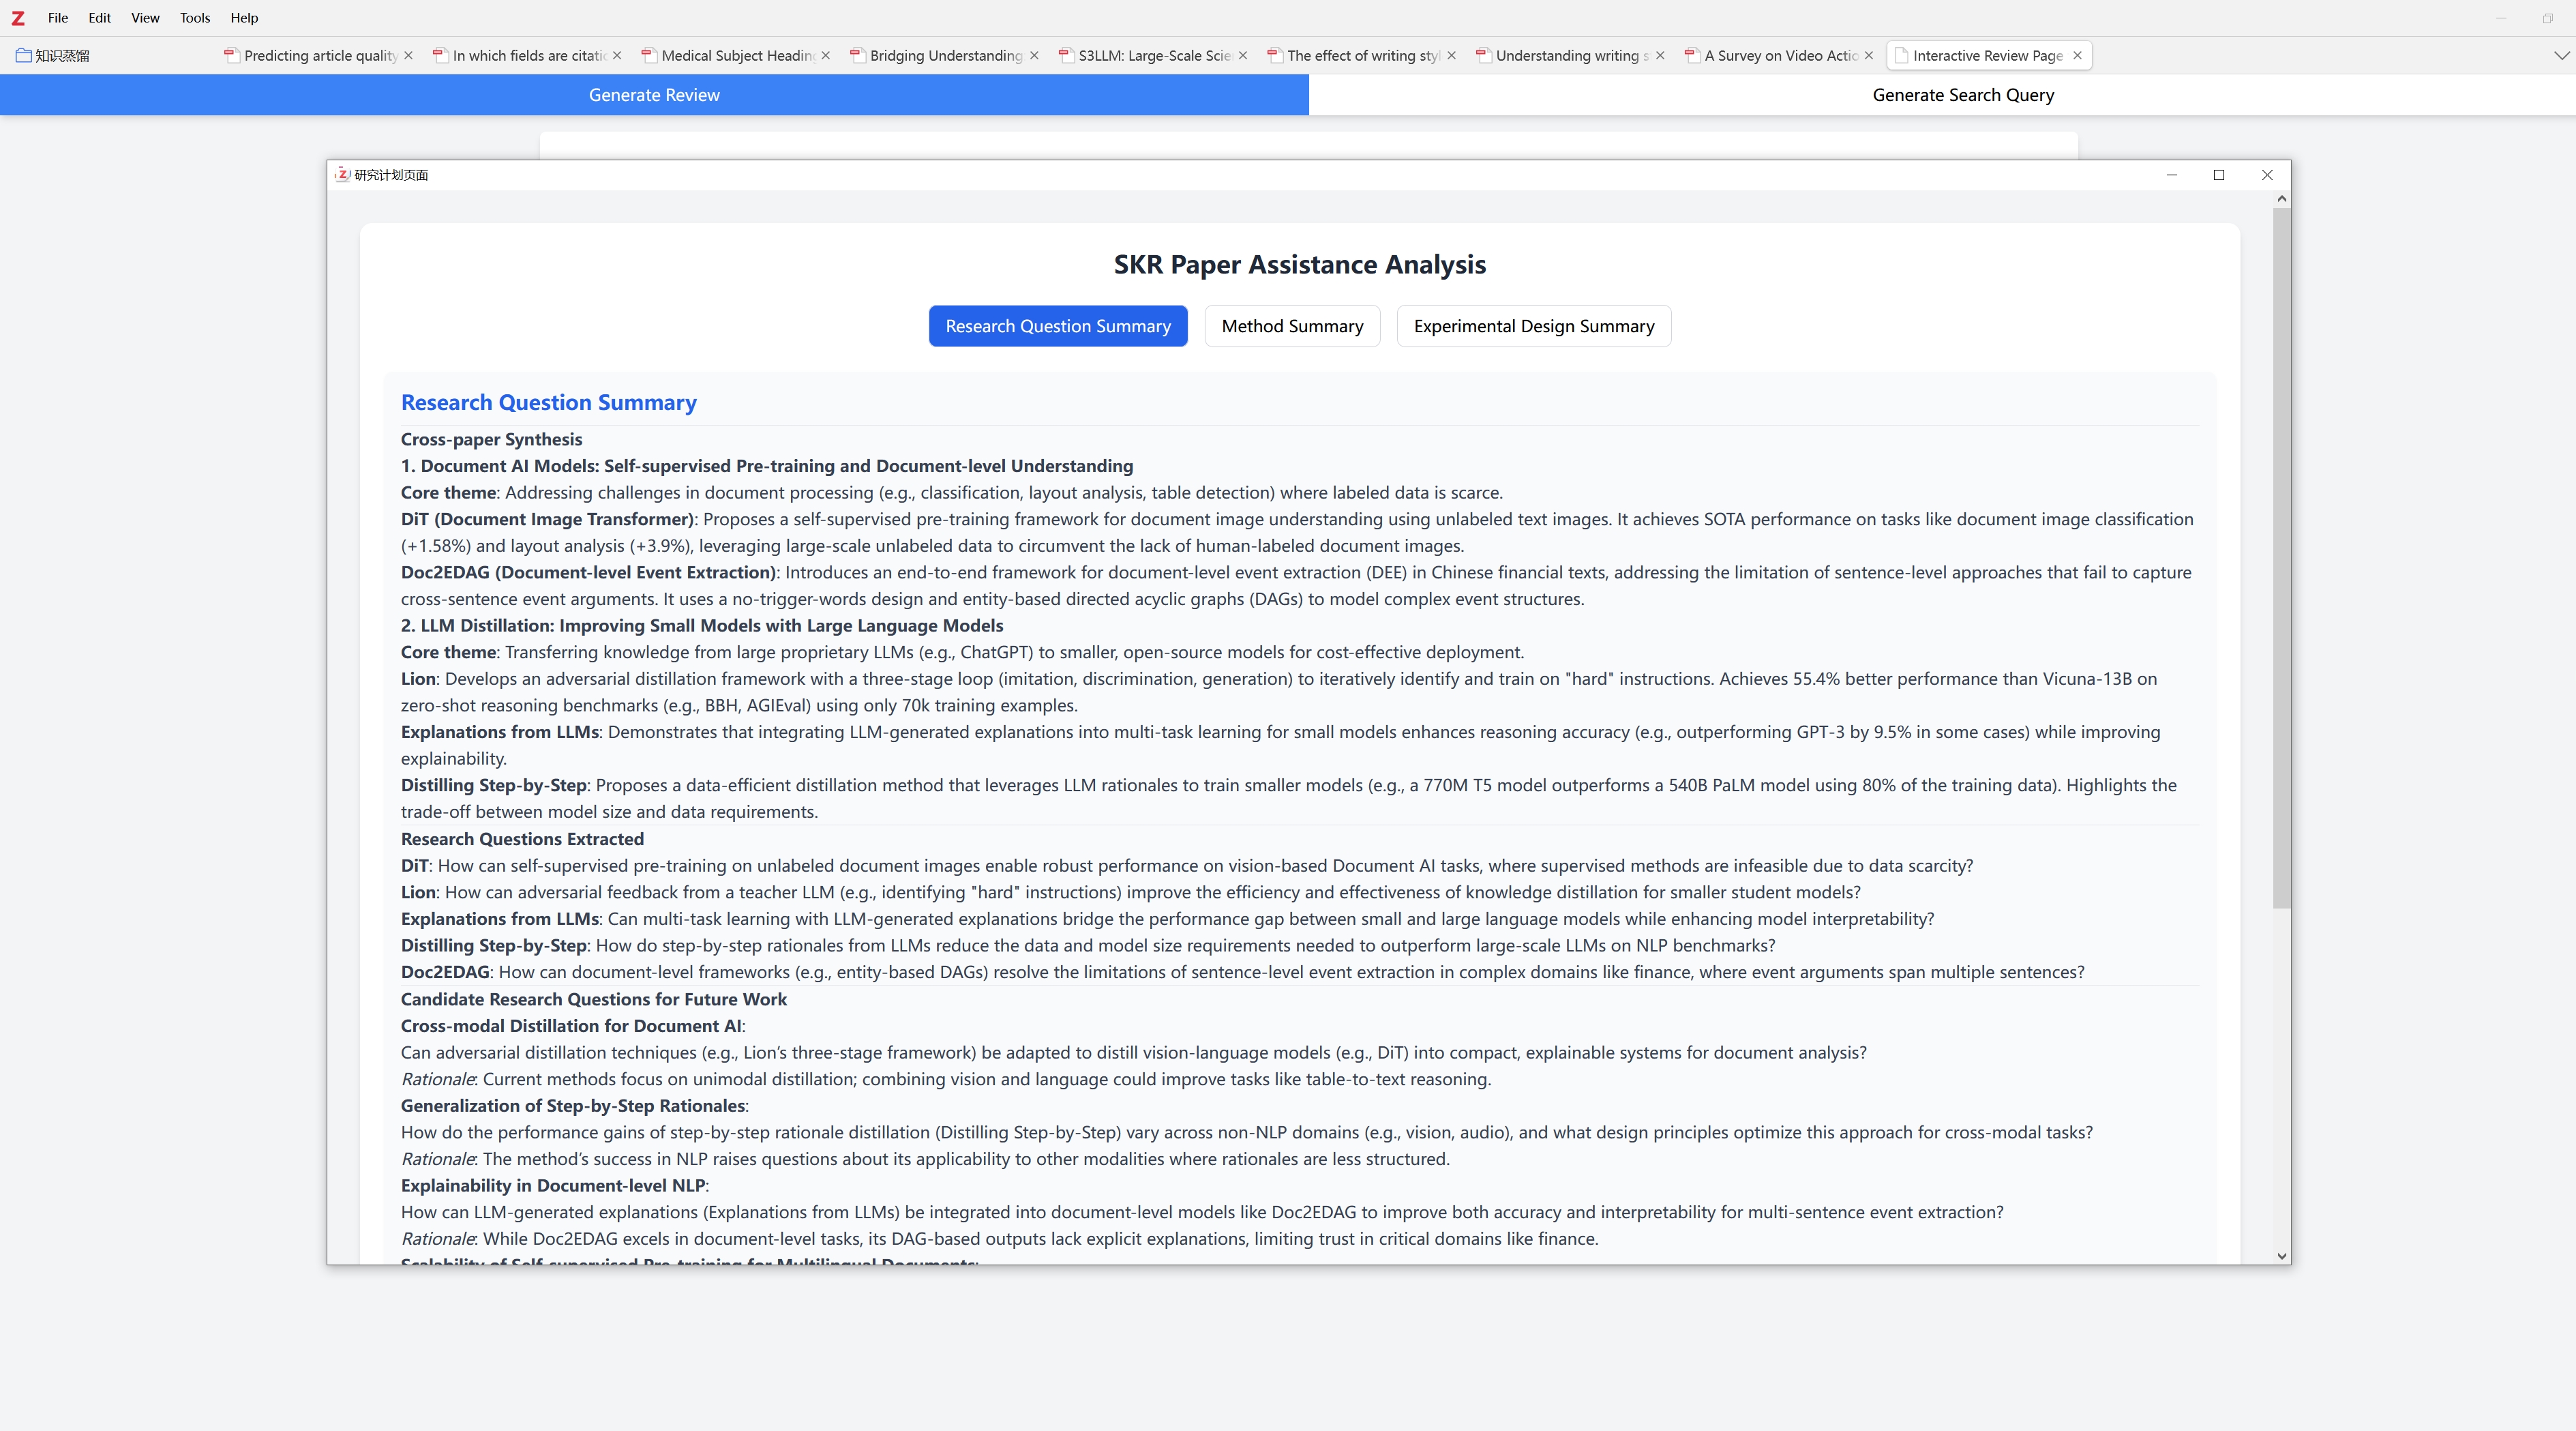 Z File Edit View Tools Help
知识蒸馏 Predicting article quality In which fields are citati Medical Subject Heading Bridging Understanding S3LLM: Large-Scale Scie The effect of writing styl Understanding writing s A Survey on Video Actio Interactive Review Page
Generate Review Generate Search Query
研究计划页面
SKR Paper Assistance Analysis
Research Question Summary Method Summary Experimental Design Summary
Research Question Summary
Cross-paper Synthesis
1. Document AI Models: Self-supervised Pre-training and Document-level Understanding
Core theme: Addressing challenges in document processing (e.g., classification, layout analysis, table detection) where labeled data is scarce.
DiT (Document Image Transformer): Proposes a self-supervised pre-training framework for document image understanding using unlabeled text images. It achieves SOTA performance on tasks like document image classification
(+1.58%) and layout analysis (+3.9%), leveraging large-scale unlabeled data to circumvent the lack of human-labeled document images.
Doc2EDAG (Document-level Event Extraction): Introduces an end-to-end framework for document-level event extraction (DEE) in Chinese financial texts, addressing the limitation of sentence-level approaches that fail to capture
cross-sentence event arguments. It uses a no-trigger-words design and entity-based directed acyclic graphs (DAGs) to model complex event structures.
2. LLM Distillation: Improving Small Models with Large Language Models
Core theme: Transferring knowledge from large proprietary LLMs (e.g., ChatGPT) to smaller, open-source models for cost-effective deployment.
Lion: Develops an adversarial distillation framework with a three-stage loop (imitation, discrimination, generation) to iteratively identify and train on "hard" instructions. Achieves 55.4% better performance than Vicuna-13B on
zero-shot reasoning benchmarks (e.g., BBH, AGIEval) using only 70k training examples.
Explanations from LLMs: Demonstrates that integrating LLM-generated explanations into multi-task learning for small models enhances reasoning accuracy (e.g., outperforming GPT-3 by 9.5% in some cases) while improving
explainability.
Distilling Step-by-Step: Proposes a data-efficient distillation method that leverages LLM rationales to train smaller models (e.g., a 770M T5 model outperforms a 540B PaLM model using 80% of the training data). Highlights the
trade-off between model size and data requirements.
Research Questions Extracted
DiT: How can self-supervised pre-training on unlabeled document images enable robust performance on vision-based Document AI tasks, where supervised methods are infeasible due to data scarcity?
Lion: How can adversarial feedback from a teacher LLM (e.g., identifying "hard" instructions) improve the efficiency and effectiveness of knowledge distillation for smaller student models?
Explanations from LLMs: Can multi-task learning with LLM-generated explanations bridge the performance gap between small and large language models while enhancing model interpretability?
Distilling Step-by-Step: How do step-by-step rationales from LLMs reduce the data and model size requirements needed to outperform large-scale LLMs on NLP benchmarks?
Doc2EDAG: How can document-level frameworks (e.g., entity-based DAGs) resolve the limitations of sentence-level event extraction in complex domains like finance, where event arguments span multiple sentences?
Candidate Research Questions for Future Work
Cross-modal Distillation for Document AI:
Can adversarial distillation techniques (e.g., Lion's three-stage framework) be adapted to distill vision-language models (e.g., DiT) into compact, explainable systems for document analysis?
Rationale: Current methods focus on unimodal distillation; combining vision and language could improve tasks like table-to-text reasoning.
Generalization of Step-by-Step Rationales:
How do the performance gains of step-by-step rationale distillation (Distilling Step-by-Step) vary across non-NLP domains (e.g., vision, audio), and what design principles optimize this approach for cross-modal tasks?
Rationale: The method's success in NLP raises questions about its applicability to other modalities where rationales are less structured.
Explainability in Document-level NLP:
How can LLM-generated explanations (Explanations from LLMs) be integrated into document-level models like Doc2EDAG to improve both accuracy and interpretability for multi-sentence event extraction?
Rationale: While Doc2EDAG excels in document-level tasks, its DAG-based outputs lack explicit explanations, limiting trust in critical domains like finance.
Scalability of Self-supervised Pre-training for Multilingual Documents: